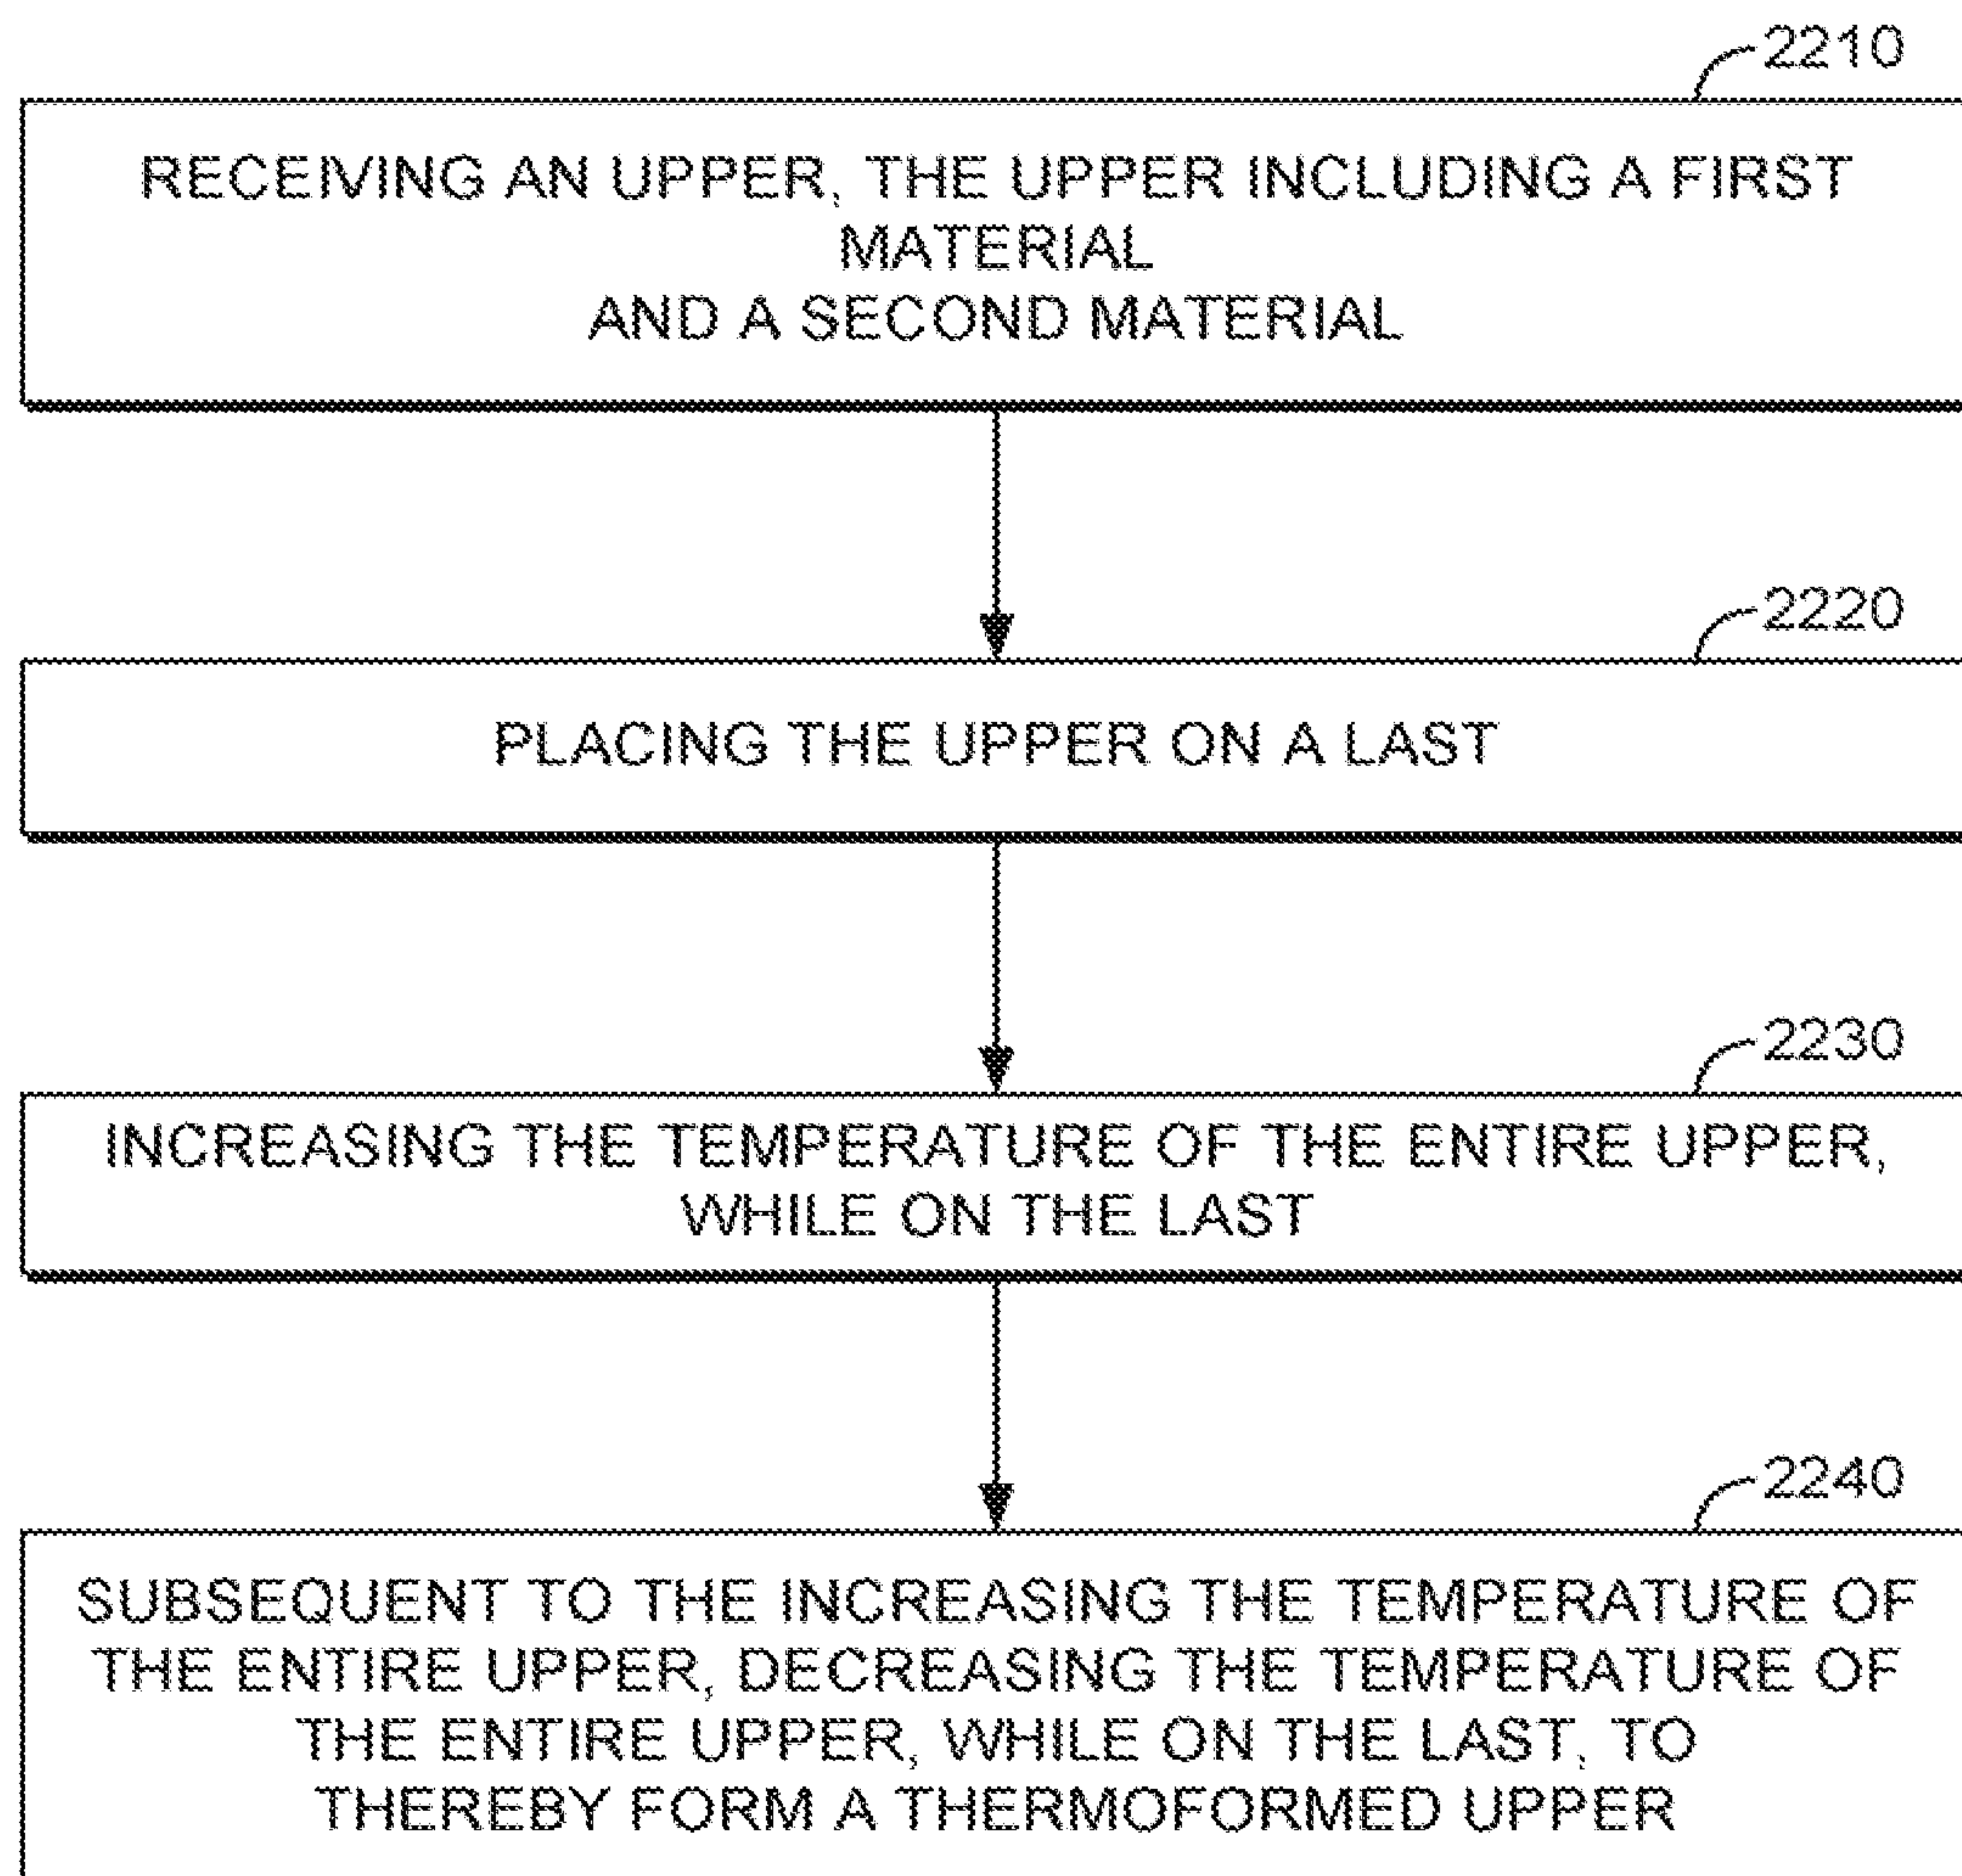 2210
RECEIVING AN UPPER, THE UPPER INCLUDING A FIRST
MATERIAL
AND A SECOND MATERIAL
2220
PLACING THE UPPER ON A LAST
2230
INCREASING THE TEMPERATURE OF THE ENTIRE UPPER,
WHILE ON THE LAST
2240
SUBSEQUENT TO THE INCREASING THE TEMPERATURE OF
THE ENTIRE UPPER, DECREASING THE TEMPERATURE OF
THE ENTIRE UPPER, WHILE ON THE LAST, TO
THEREBY FORM A THERMOFORMED UPPER